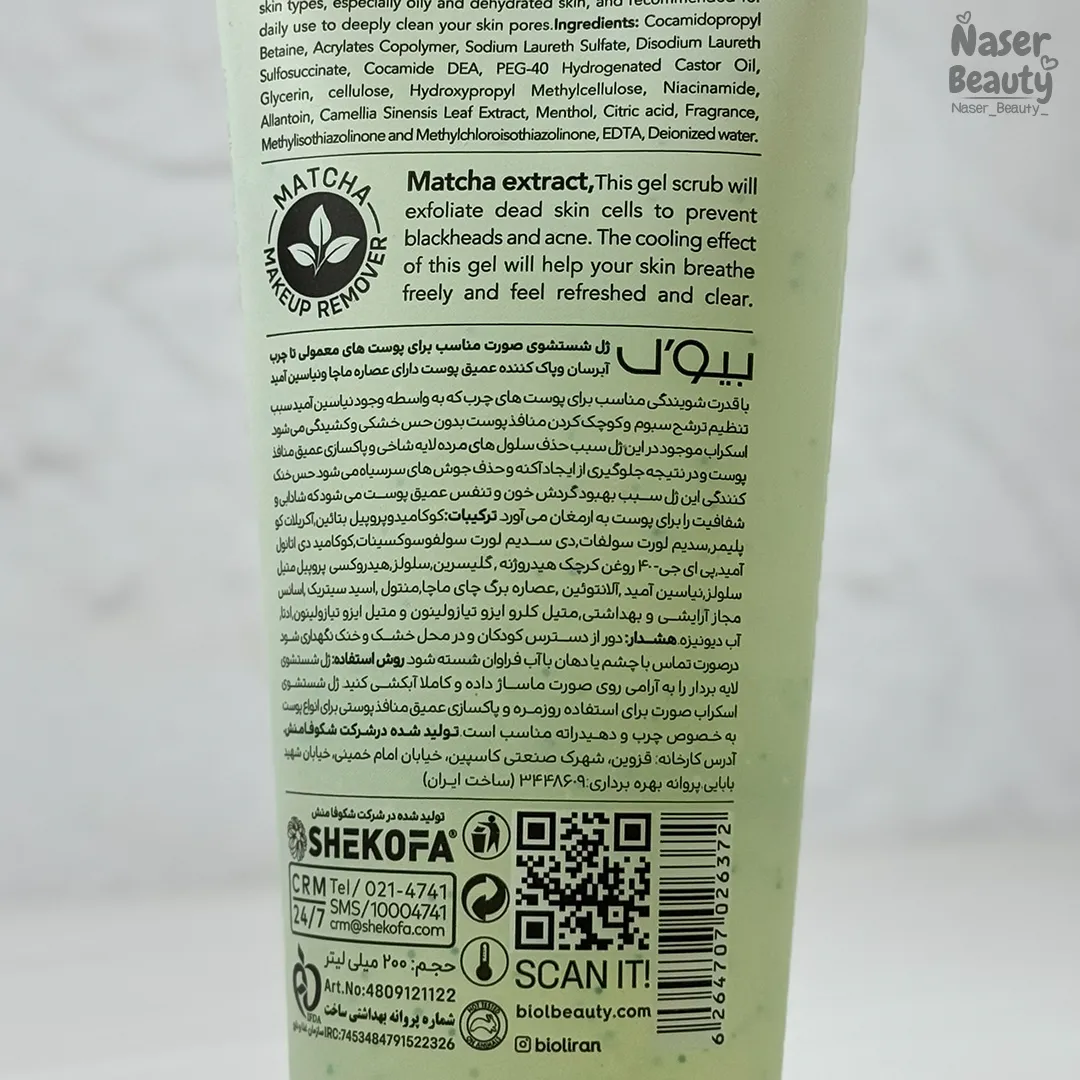 Naser
Beauty
Naser_Beauty_
skin types, especially oily and dehydrated skin, and recommended for
daily use to deeply clean your skin pores.Ingredients: Cocamidopropyl
Betaine, Acrylates Copolymer, Sodium Laureth Sulfate, Disodium Laureth
Sulfosuccinate, Cocamide DEA, PEG-40 Hydrogenated Castor Oil,
Glycerin, cellulose, Hydroxypropyl Methylcellulose, Niacinamide,
Allantoin, Camellia Sinensis Leaf Extract, Menthol, Citric acid, Fragrance,
Methylisothiazolinone and Methylchloroisothiazolinone, EDTA, Deionized water.
MATCHA
MAKEUP REMOVER
Matcha extract,This gel scrub will
exfoliate dead skin cells to prevent
blackheads and acne. The cooling effect
of this gel will help your skin breathe
freely and feel refreshed and clear.
بیول
ژل شستشوی صورت مناسب برای پوست های معمولی تا چرب
آبرسان وپاک کننده عمیق پوست دارای عصاره ماچا ونیاسین آمید
با قدرت شویندگی مناسب برای پوست های چرب که به واسطه وجود نیاسین آمید سبب
تنظیم ترشح سبوم و کوچک کردن منافذ پوست بدون حس خشکی و کشیدگی می شود
اسکراب موجود در این ژل سبب حذف سلول های مرده لایه شاخی و پاکسازی عمیق منافذ
پوست و در نتیجه جلوگیری از ایجاد آکنه و حذف جوش های سرسیاه می شود حس خنک
کنندگی این ژل سبب بهبود گردش خون و تنفس عمیق پوست می شود که شادابی و
شفافیت را برای پوست به ارمغان می آورد. ترکیبات:کوکامیدوپروپیل بتائین,آکریلات کو
پلیمر,سدیم لورت سولفات,دی سدیم لورت سولفوسوکسینات,کوکامید دی اتانول
آمید,پی ای جی-۴۰ روغن کرچک هیدروژنه , گلیسرین,سلولز,هیدروکسی پروپیل متیل
سلولز,نیاسین آمید ,آلانتوئین ,عصاره برگ چای ماچا,منتول ,اسید سیتریک ,اسانس
مجاز آرایشی و بهداشتی,متیل کلرو ایزو تیازولینون و متیل ایزو تیازولینون,ادتا,
آب دیونیزه.هشدار: دور از دسترس کودکان و در محل خشک و خنک نگهداری شود
درصورت تماس با چشم یا دهان با آب فراوان شسته شود. روش استفاده: ژل شستشوی
لایه بردار را به آرامی روی صورت ماساژ داده و کاملا آبکشی کنید. ژل شستشوی
اسکراب صورت برای استفاده روزمره و پاکسازی عمیق منافذ پوستی برای انواع پوست
به خصوص چرب و دهیدراته مناسب است. تولید شده درشرکت شکوفامنش.
آدرس کارخانه: قزوین، شهرک صنعتی کاسپین، خیابان امام خمینی، خیابان شهید
بابایی.پروانه بهره برداری:۳۴۴۸۶۰۹ (ساخت ایران)
تولید شده در شرکت شکوفا منش
SHEKOFA®
CRM
24/7
Tel/ 021-4741
SMS/10004741
crm@shekofa.com
حجم: ۲۰۰ میلی لیتر
Art.No:4809121122
شماره پروانه بهداشتی ساخت
IRC:7453484791522326
IFDA
سازمان غذا و دارو
NOT TESTED
ON ANIMALS
SCAN IT!
biolbeauty.com
bioliran
6 264707 026372